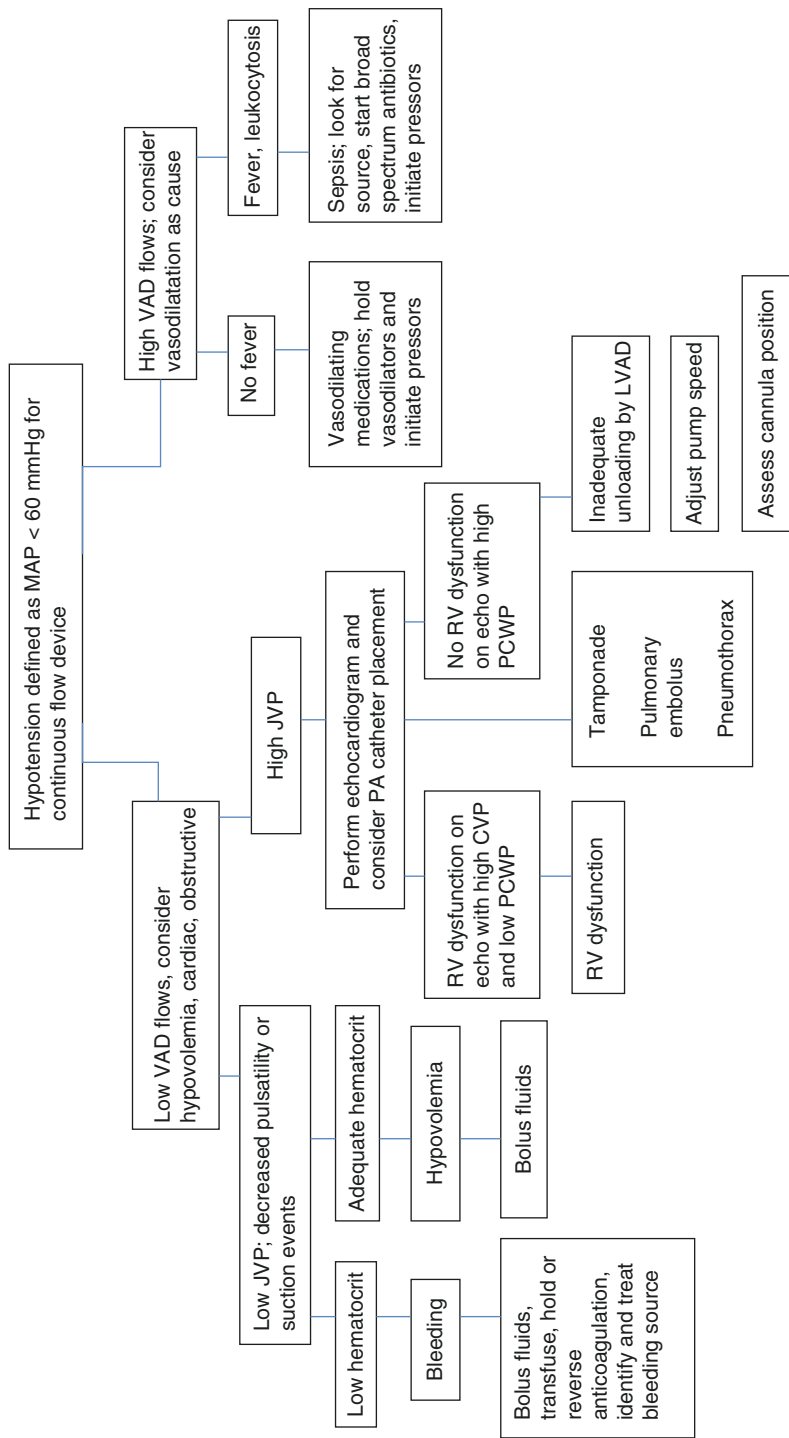 Hypotension defined as MAP < 60 mmHg for
continuous flow device
Low VAD flows, consider
hypovolemia, cardiac, obstructive
High VAD flows; consider
vasodilatation as cause
Low JVP; decreased pulsatility or
suction events
High JVP
No fever
Fever, leukocytosis
Low hematocrit
Adequate hematocrit
Perform echocardiogram and
consider PA catheter placement
Vasodilating
medications; hold
vasodilators and
initiate pressors
Sepsis; look for
source, start broad
spectrum antibiotics,
initiate pressors
Bleeding
Hypovolemia
RV dysfunction on
echo with high CVP
and low PCWP
No RV dysfunction
on echo with high
PCWP
Bolus fluids,
transfuse, hold or
reverse
anticoagulation,
identify and treat
bleeding source
Bolus fluids
RV dysfunction
Tamponade
Pulmonary
embolus
Pneumothorax
Inadequate
unloading by LVAD
Adjust pump speed
Assess cannula position